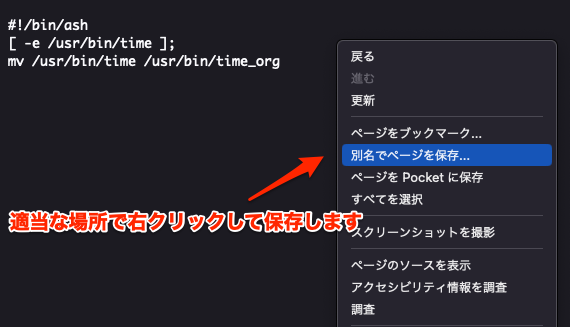 #!/bin/ash
[ -e /usr/bin/time ];
mv /usr/bin/time /usr/bin/time_org
戻る
進む
更新
ページをブックマーク...
別名でページを保存...
ページを Pocket に保存
すべてを選択
適当な場所で右クリックして保存します
スクリーンショットを撮影
ページのソースを表示
アクセシビリティ情報を調査
調査